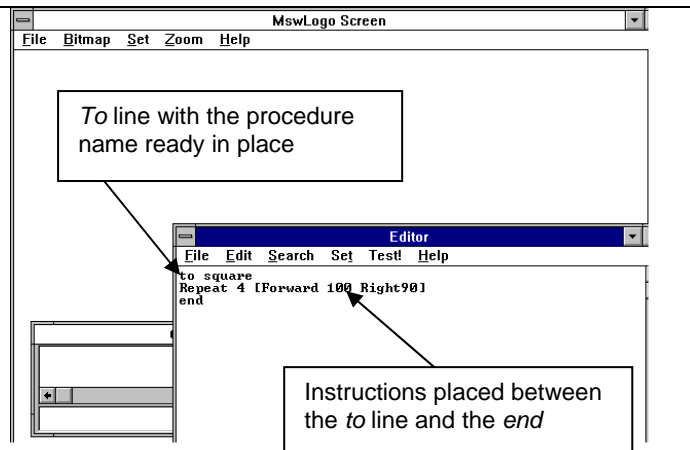 MswLogo Screen
File Bitmap Set Zoom Help
To line with the procedure
name ready in place
Editor
File Edit Search Set Test! Help
to square
Repeat 4 [Forward 100 Right90]
end
Instructions placed between
the to line and the end